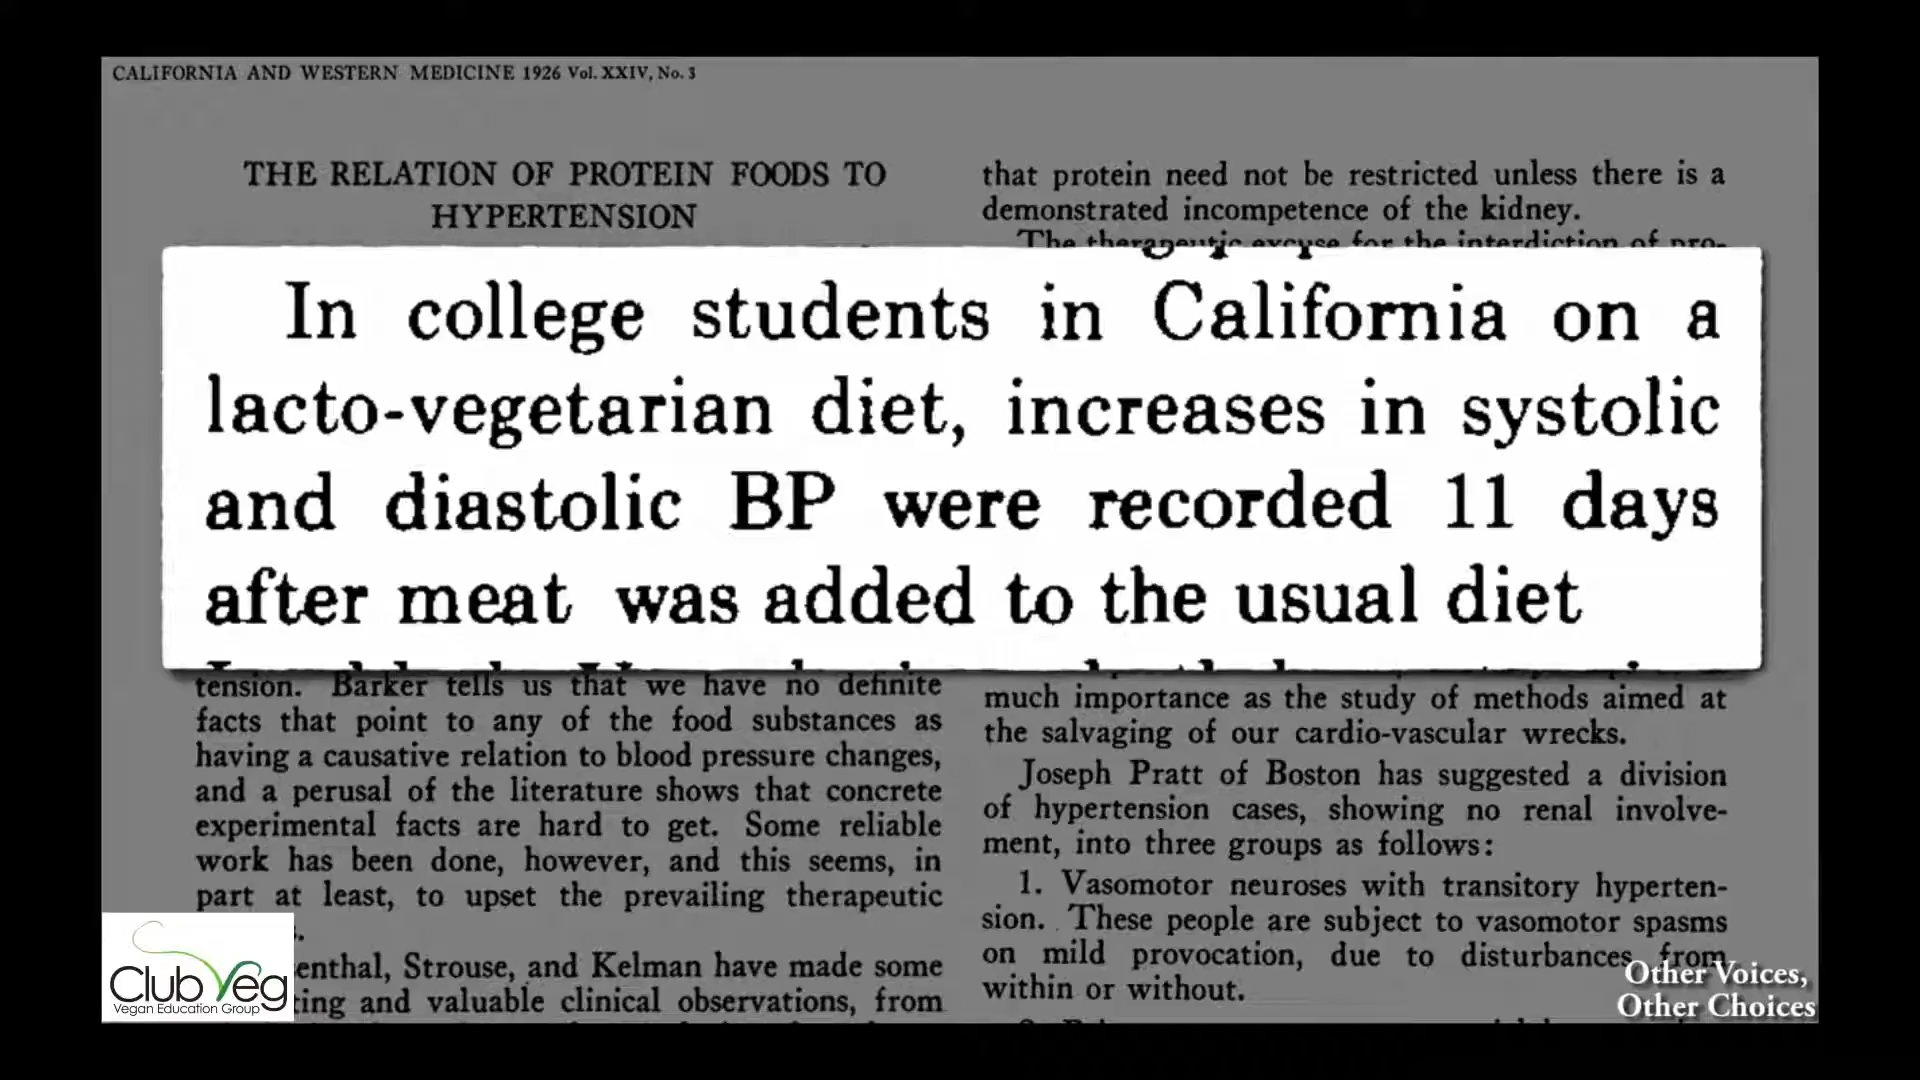 CALIFORNIA AND WESTERN MEDICINE 1926 Vol. XXIV, No. 3
THE RELATION OF PROTEIN FOODS TO
HYPERTENSION
that protein need not be restricted unless there is a
demonstrated incompetence of the kidney.
The therapeutic excuse for the interdiction of pro-
In college students in California on a
lacto-vegetarian diet, increases in systolic
and diastolic BP were recorded 11 days
after meat was added to the usual diet
tension. Barker tells us that we have no definite
facts that point to any of the food substances as
having a causative relation to blood pressure changes,
and a perusal of the literature shows that concrete
experimental facts are hard to get. Some reliable
work has been done, however, and this seems, in
part at least, to upset the prevailing therapeutic
enthal, Strouse, and Kelman have made some
ting and valuable clinical observations, from
much importance as the study of methods aimed at
the salvaging of our cardio-vascular wrecks.
Joseph Pratt of Boston has suggested a division
of hypertension cases, showing no renal involve-
ment, into three groups as follows:
1. Vasomotor neuroses with transitory hyperten-
sion. These people are subject to vasomotor spasms
on mild provocation, due to disturbances from
within or without.
Club Veg
Vegan Education Group
Other Voices,
Other Choices